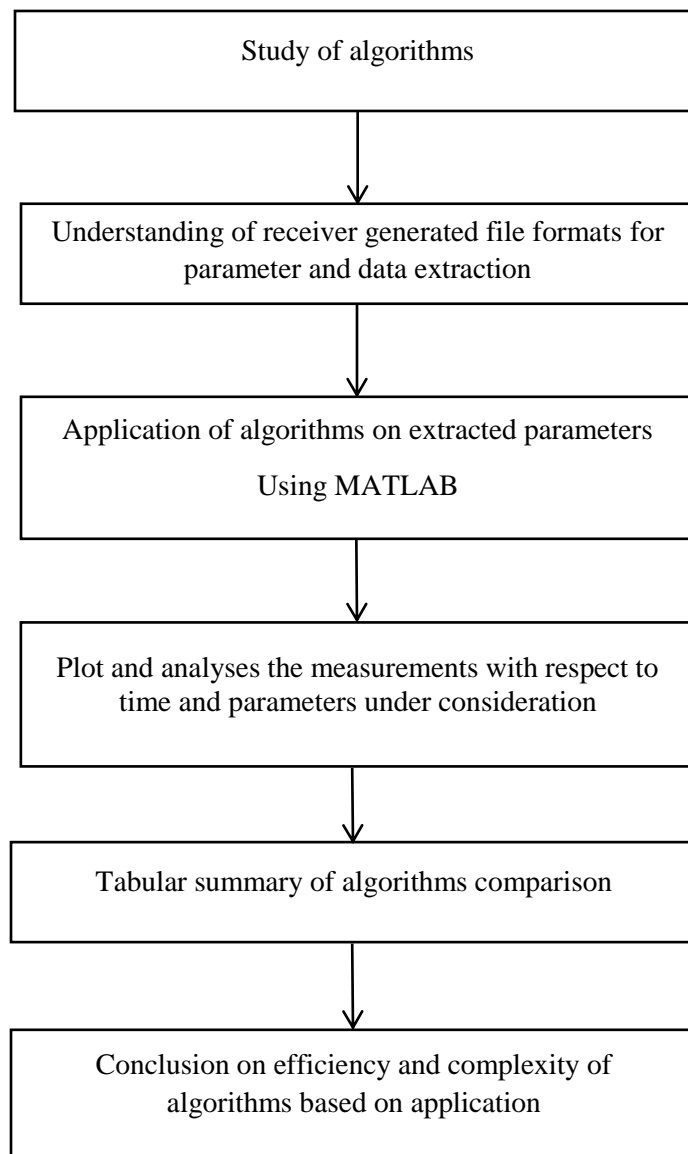 Study of algorithms
Understanding of receiver generated file formats for
parameter and data extraction
Application of algorithms on extracted parameters
Using MATLAB
Plot and analyses the measurements with respect to
time and parameters under consideration
Tabular summary of algorithms comparison
Conclusion on efficiency and complexity of
algorithms based on application